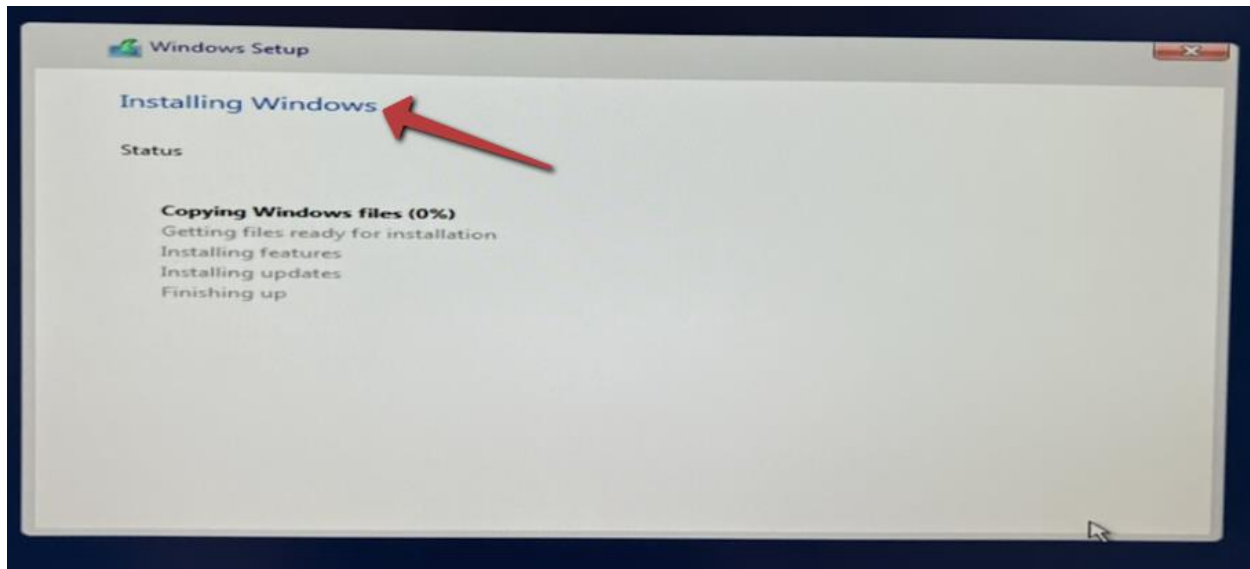 Windows Setup
Installing Windows
Status
Copying Windows files (0%)
Getting files ready for installation
Installing features
Installing updates
Finishing up